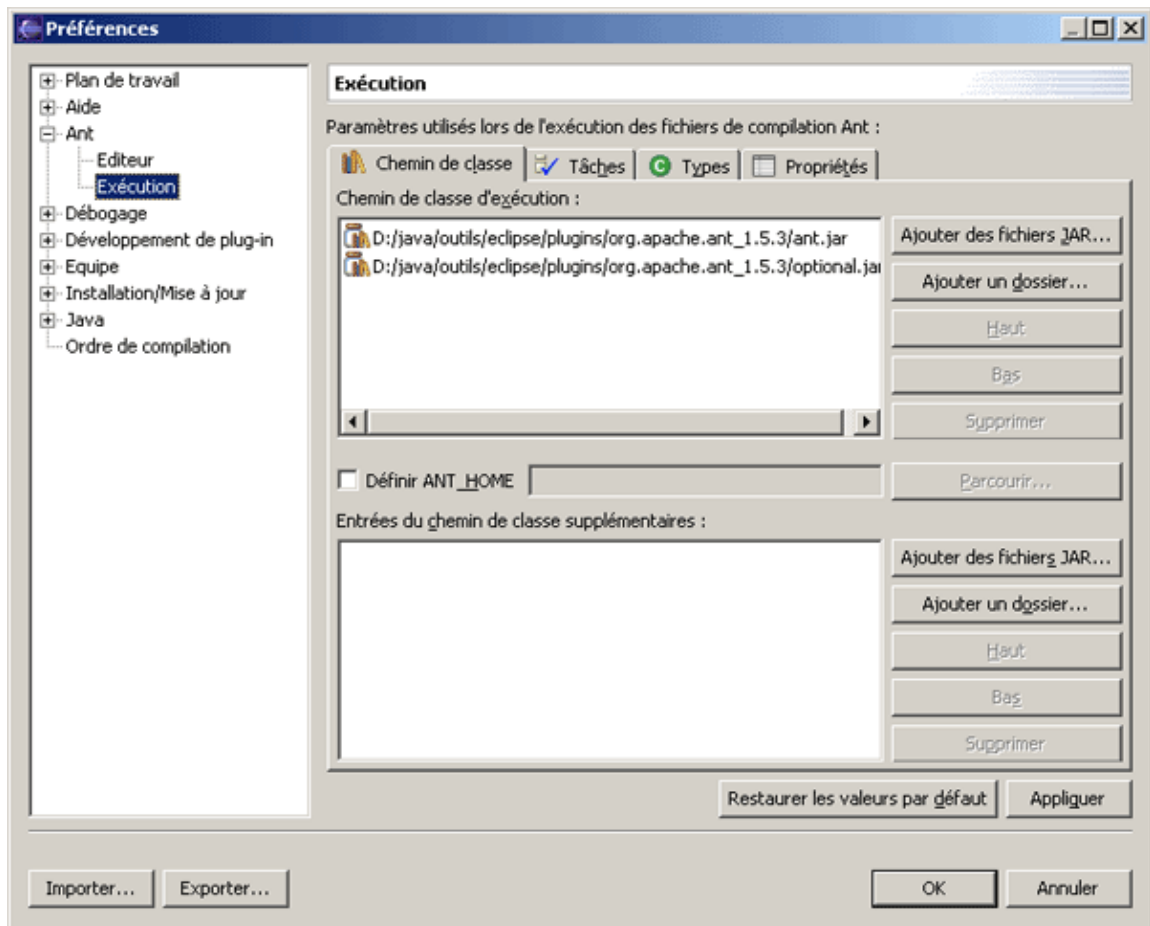 Préférences
Plan de travail
Aide
Ant
Editeur
Exécution
Débogage
Développement de plug-in
Equipe
Installation/Mise à jour
Java
Ordre de compilation
Exécution
Paramètres utilisés lors de l'exécution des fichiers de compilation Ant :
Chemin de classe Tâches Types Propriétés
Chemin de classe d'exécution :
D:/java/outils/eclipse/plugins/org.apache.ant_1.5.3/ant.jar
D:/java/outils/eclipse/plugins/org.apache.ant_1.5.3/optional.jar
Ajouter des fichiers JAR...
Ajouter un dossier...
Haut
Bas
Supprimer
Définir ANT_HOME
Parcourir...
Entrées du chemin de classe supplémentaires :
Ajouter des fichiers JAR...
Ajouter un dossier...
Haut
Bas
Supprimer
Restaurer les valeurs par défaut Appliquer
Importer... Exporter... OK Annuler